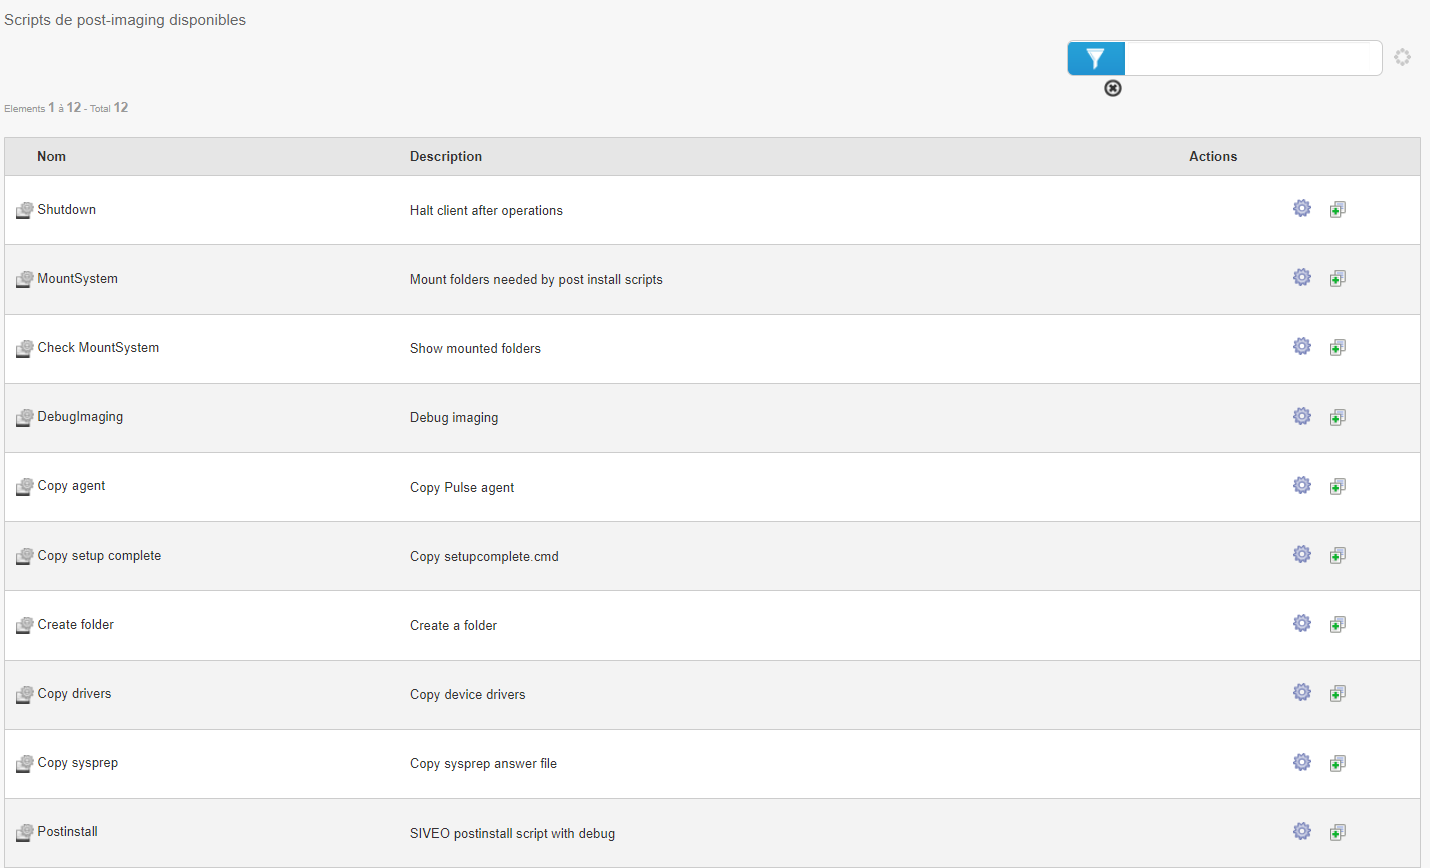 Scripts de post-imaging disponibles
Elements 1 à 12 - Total 12
Nom Description Actions
Shutdown Halt client after operations
MountSystem Mount folders needed by post install scripts
Check MountSystem Show mounted folders
DebugImaging Debug imaging
Copy agent Copy Pulse agent
Copy setup complete Copy setupcomplete.cmd
Create folder Create a folder
Copy drivers Copy device drivers
Copy sysprep Copy sysprep answer file
Postinstall SIVEO postinstall script with debug